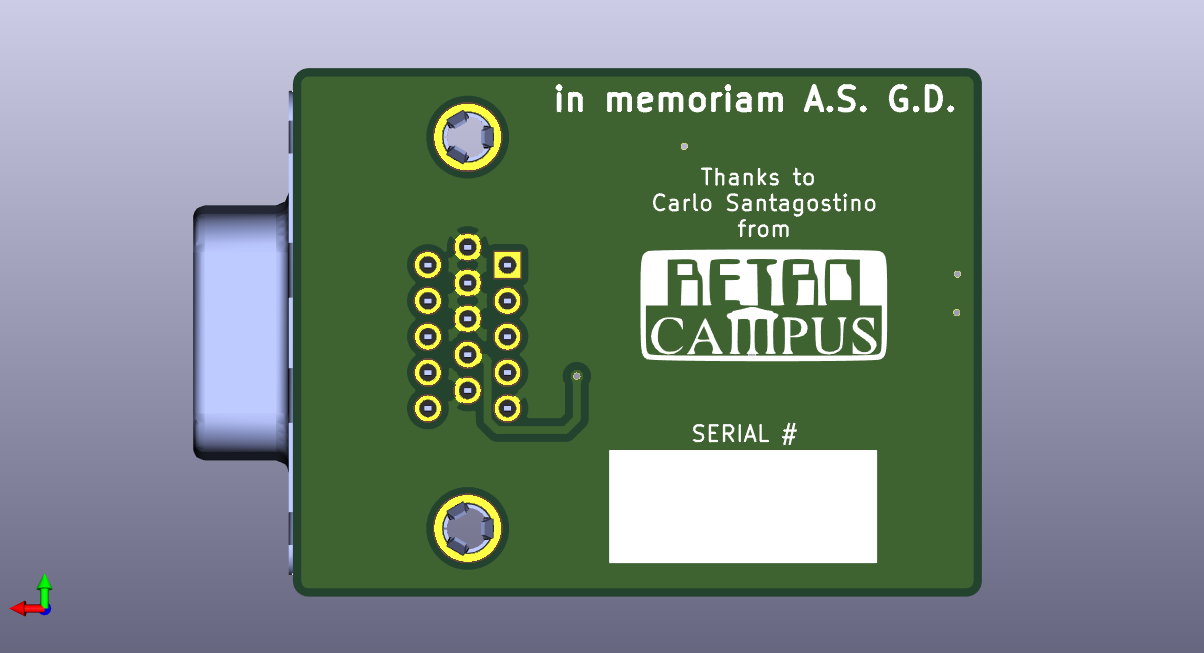 in memoriam A.S. G.D.
Thanks to
Carlo Santagostino
from
RETRO
CAMPUS
SERIAL #